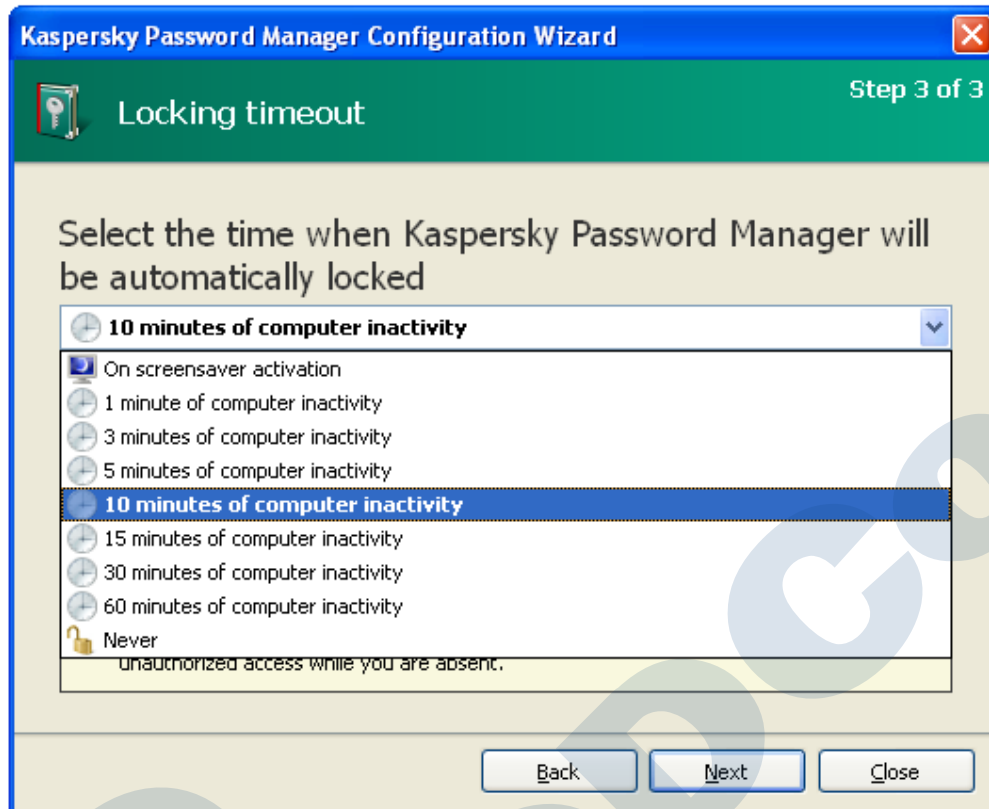 Kaspersky Password Manager Configuration Wizard
Locking timeout
Step 3 of 3
Select the time when Kaspersky Password Manager will
be automatically locked
10 minutes of computer inactivity
On screensaver activation
1 minute of computer inactivity
3 minutes of computer inactivity
5 minutes of computer inactivity
10 minutes of computer inactivity
15 minutes of computer inactivity
30 minutes of computer inactivity
60 minutes of computer inactivity
Never
unauthorized access while you are absent.
Back
Next
Close